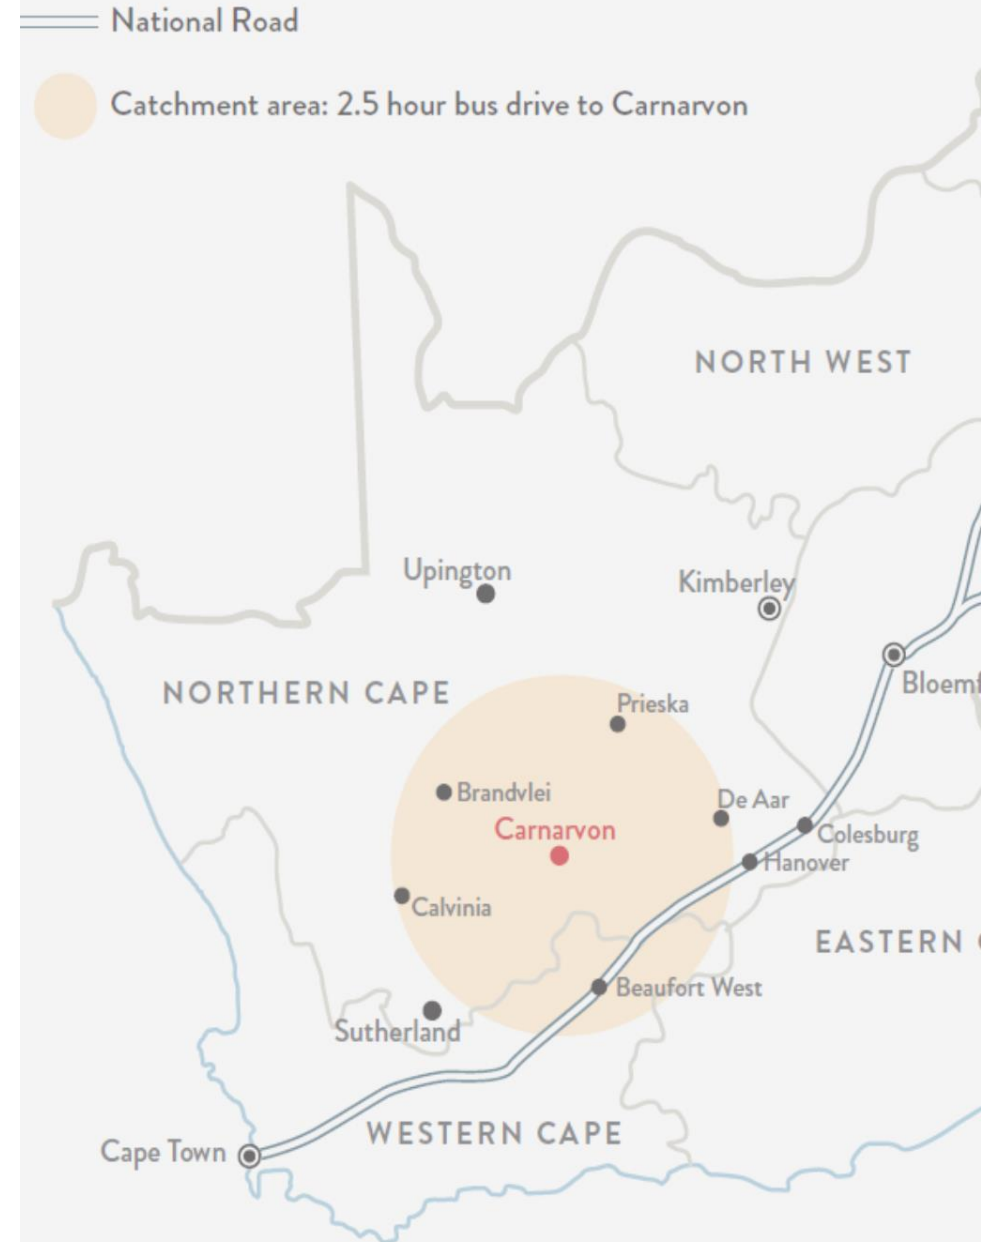 National Road
Catchment area: 2.5 hour bus drive to Carnarvon
NORTH WEST
Upington
Kimberley
NORTHERN CAPE
Bloemf
Prieska
Brandvlei
De Aar
Carnarvon
Colesburg
Hanover
Calvinia
EASTERN
Beaufort West
Sutherland
WESTERN CAPE
Cape Town